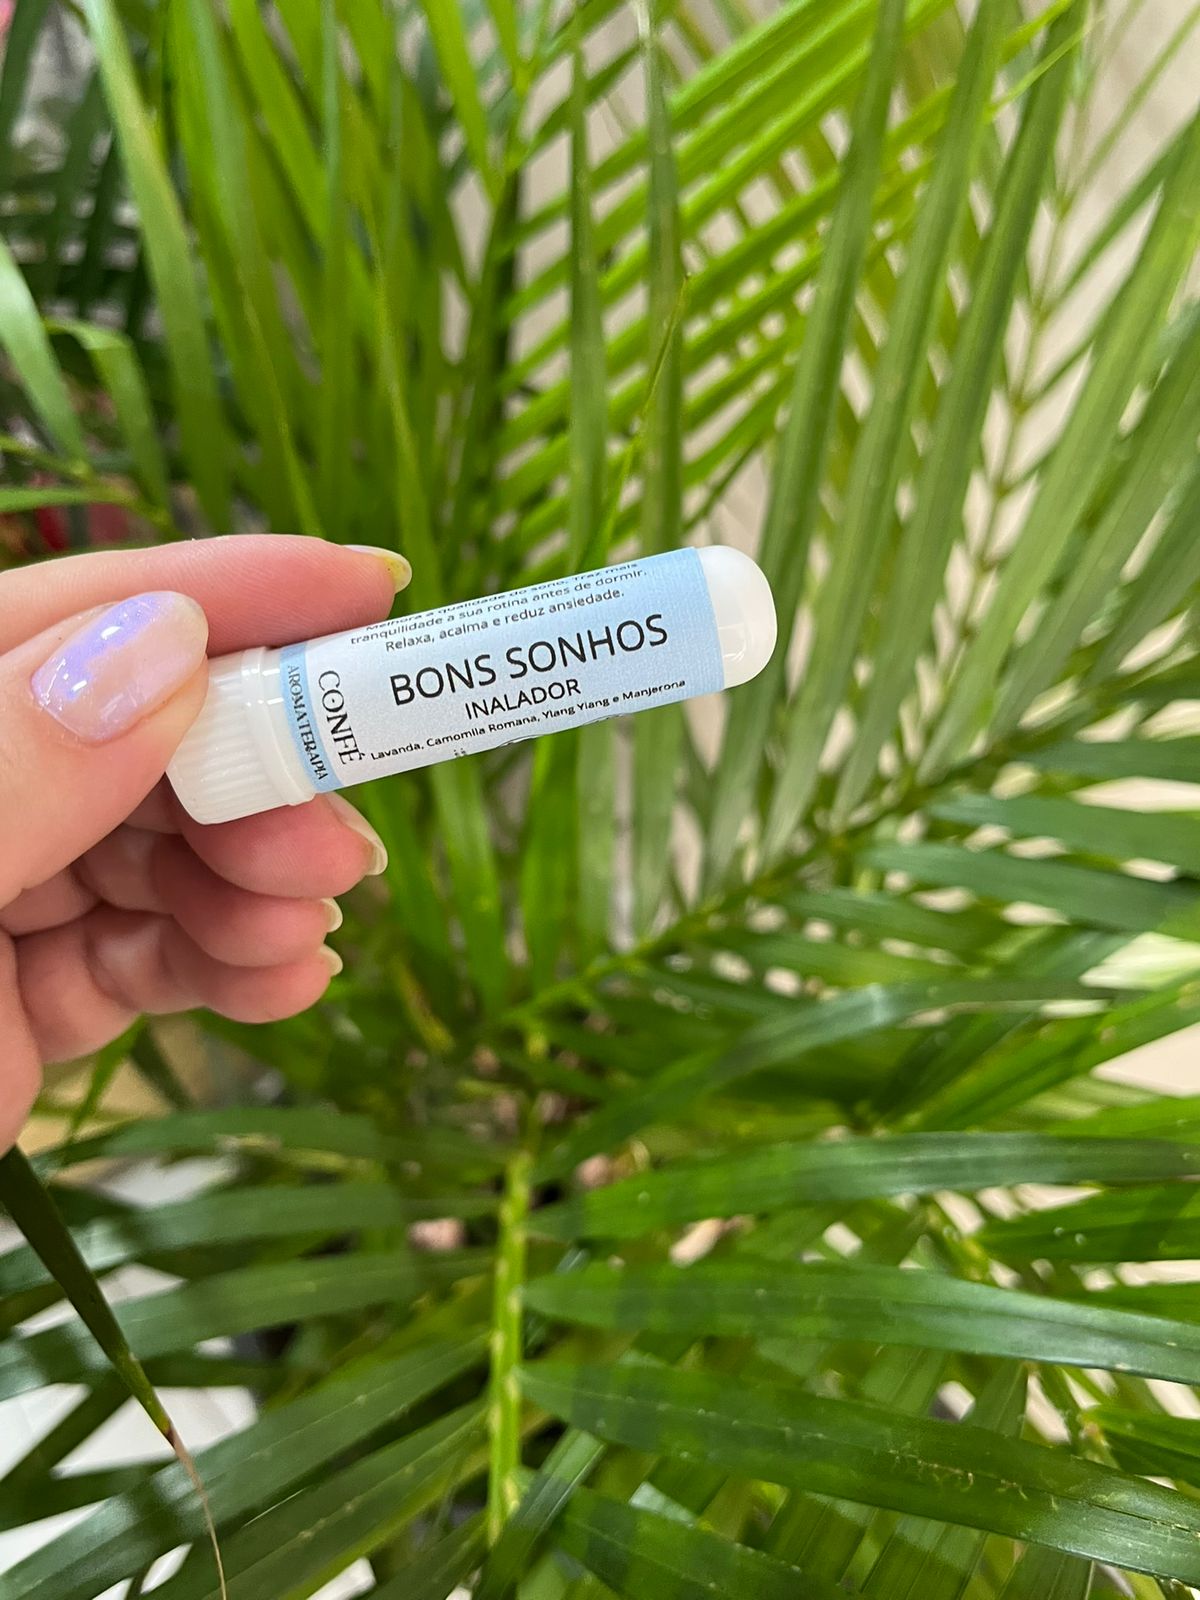 Melhora a qualidade do sono. Traz mais
tranquilidade a sua rotina antes de dormir.
Relaxa, acalma e reduz ansiedade.
BONS SONHOS
INALADOR
Lavanda, Camomila Romana, Ylang Ylang e Manjerona
CONFÉ
AROMATERAPIA